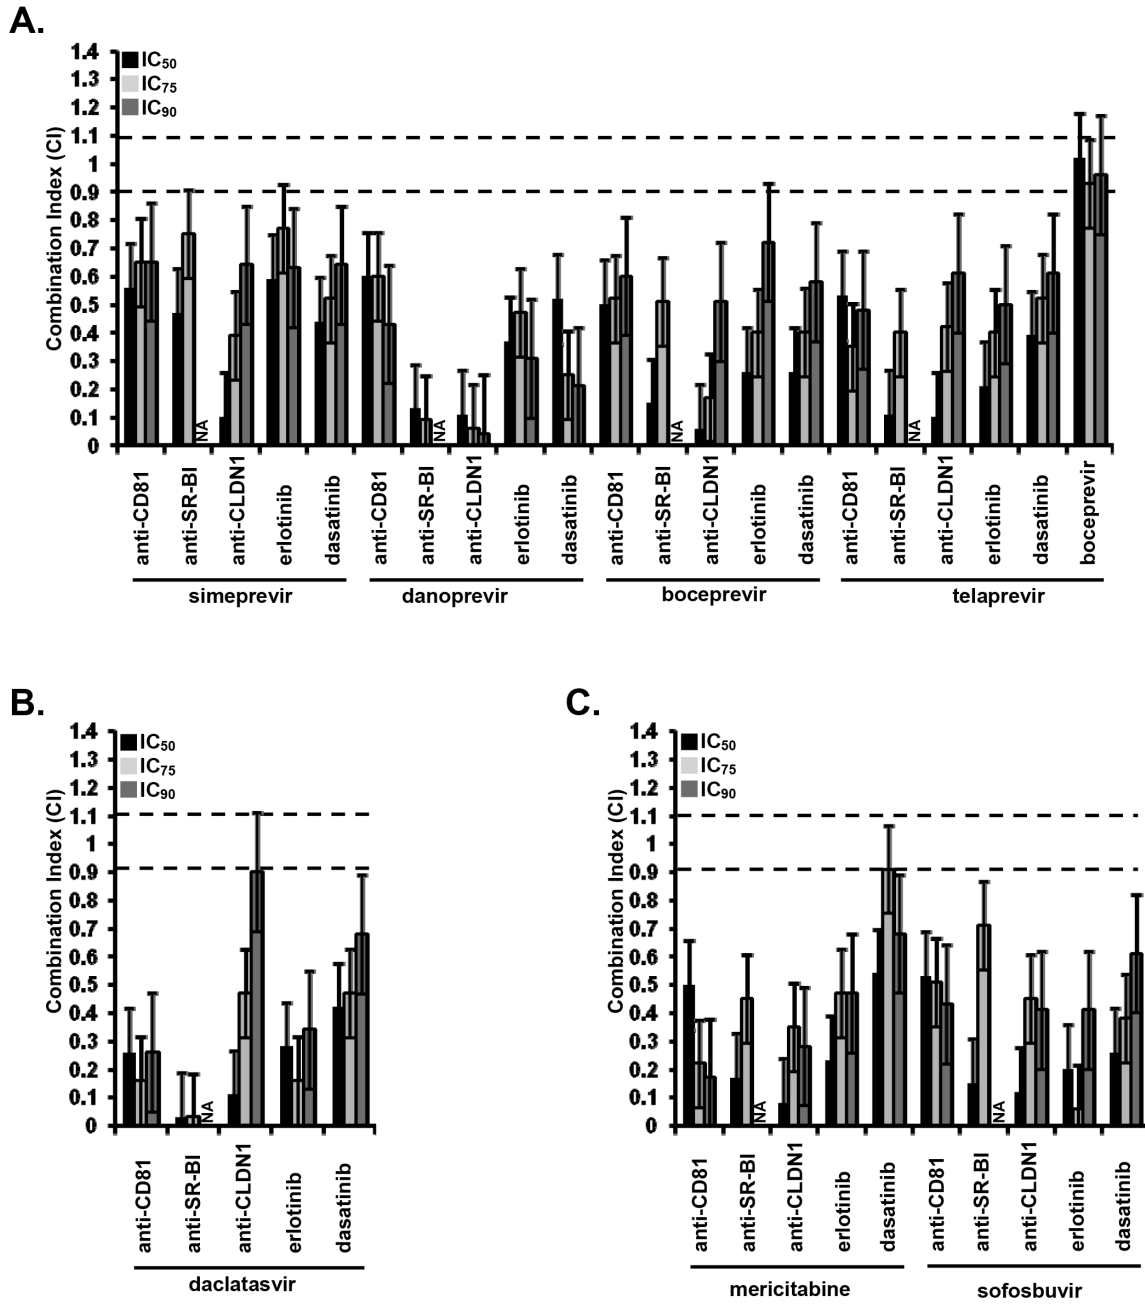 A.
Combination Index (CI)
1.4
1.3
1.2
1.1
1
0.9
0.8
0.7
0.6
0.5
0.4
0.3
0.2
0.1
0
IC50
IC75
IC90
NA
NA
NA
NA
anti-CD81
anti-SR-BI
anti-CLDN1
erlotinib
dasatinib
anti-CD81
anti-SR-BI
anti-CLDN1
erlotinib
dasatinib
anti-CD81
anti-SR-BI
anti-CLDN1
erlotinib
dasatinib
anti-CD81
anti-SR-BI
anti-CLDN1
erlotinib
dasatinib
boceprevir
simeprevir
danoprevir
boceprevir
telaprevir
B.
Combination Index (CI)
1.4
1.3
1.2
1.1
1
0.9
0.8
0.7
0.6
0.5
0.4
0.3
0.2
0.1
0
IC50
IC75
IC90
NA
anti-CD81
anti-SR-BI
anti-CLDN1
erlotinib
dasatinib
daclatasvir
C.
Combination Index (CI)
1.4
1.3
1.2
1.1
1
0.9
0.8
0.7
0.6
0.5
0.4
0.3
0.2
0.1
0
IC50
IC75
IC90
NA
NA
anti-CD81
anti-SR-BI
anti-CLDN1
erlotinib
dasatinib
anti-CD81
anti-SR-BI
anti-CLDN1
erlotinib
dasatinib
mericitabine
sofosbuvir